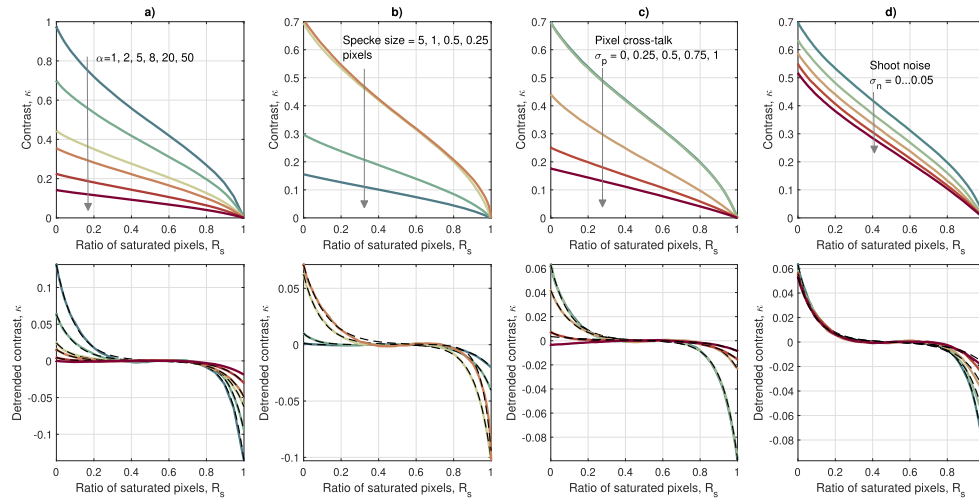 a)
b)
c)
d)
1
0.8
0.6
0.4
0.2
0
Contrast, κ
α=1, 2, 5, 8, 20, 50
0 0.2 0.4 0.6 0.8 1
Ratio of saturated pixels, Rs
0.7
0.6
0.5
0.4
0.3
0.2
0.1
0
Contrast, κ
Specke size = 5, 1, 0.5, 0.25
pixels
0 0.2 0.4 0.6 0.8 1
Ratio of saturated pixels, Rs
0.7
0.6
0.5
0.4
0.3
0.2
0.1
0
Contrast, κ
Pixel cross-talk
σp = 0, 0.25, 0.5, 0.75, 1
0 0.2 0.4 0.6 0.8 1
Ratio of saturated pixels, Rs
0.7
0.6
0.5
0.4
0.3
0.2
0.1
0
Contrast, κ
Shoot noise
σn = 0...0.05
0 0.2 0.4 0.6 0.8 1
Ratio of saturated pixels, Rs
0.1
0.05
0
-0.05
-0.1
Detrended contrast, κ
0 0.2 0.4 0.6 0.8 1
Ratio of saturated pixels, Rs
0.05
0
-0.05
-0.1
Detrended contrast, κ
0 0.2 0.4 0.6 0.8 1
Ratio of saturated pixels, Rs
0.06
0.04
0.02
0
-0.02
-0.04
-0.06
-0.08
Detrended contrast, κ
0 0.2 0.4 0.6 0.8 1
Ratio of saturated pixels, Rs
0.06
0.04
0.02
0
-0.02
-0.04
-0.06
-0.08
Detrended contrast, κ
0 0.2 0.4 0.6 0.8 1
Ratio of saturated pixels, Rs